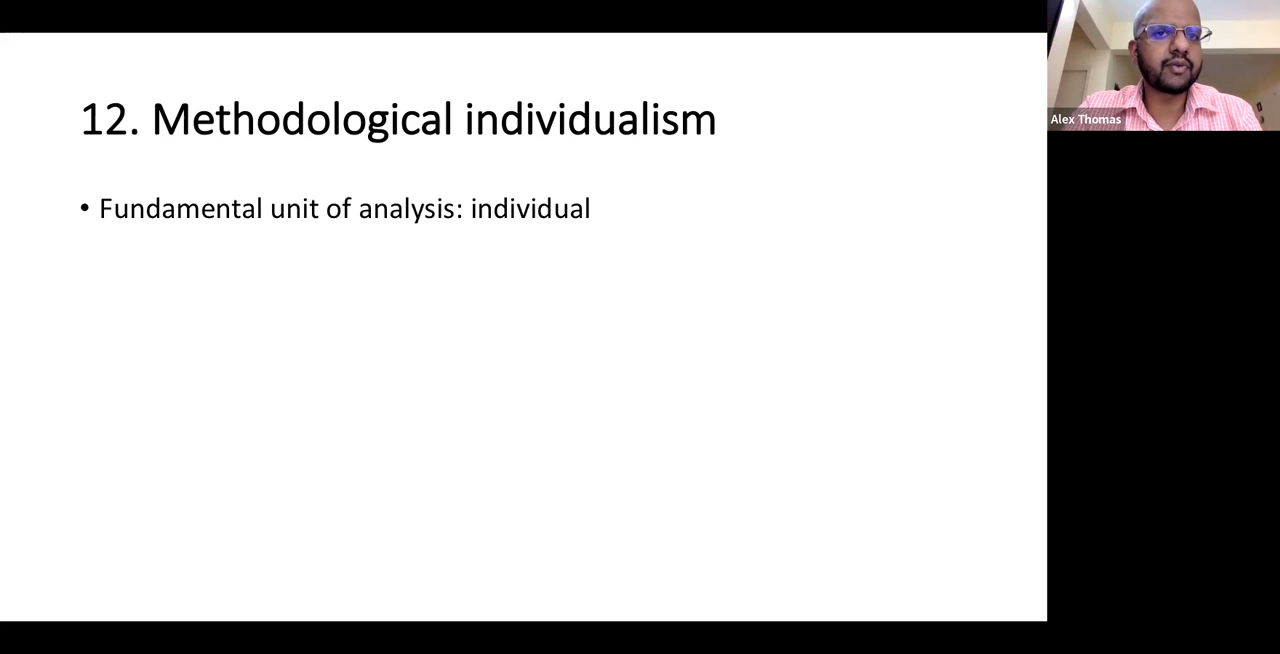 12. Methodological individualism
• Fundamental unit of analysis: individual
Alex Thomas